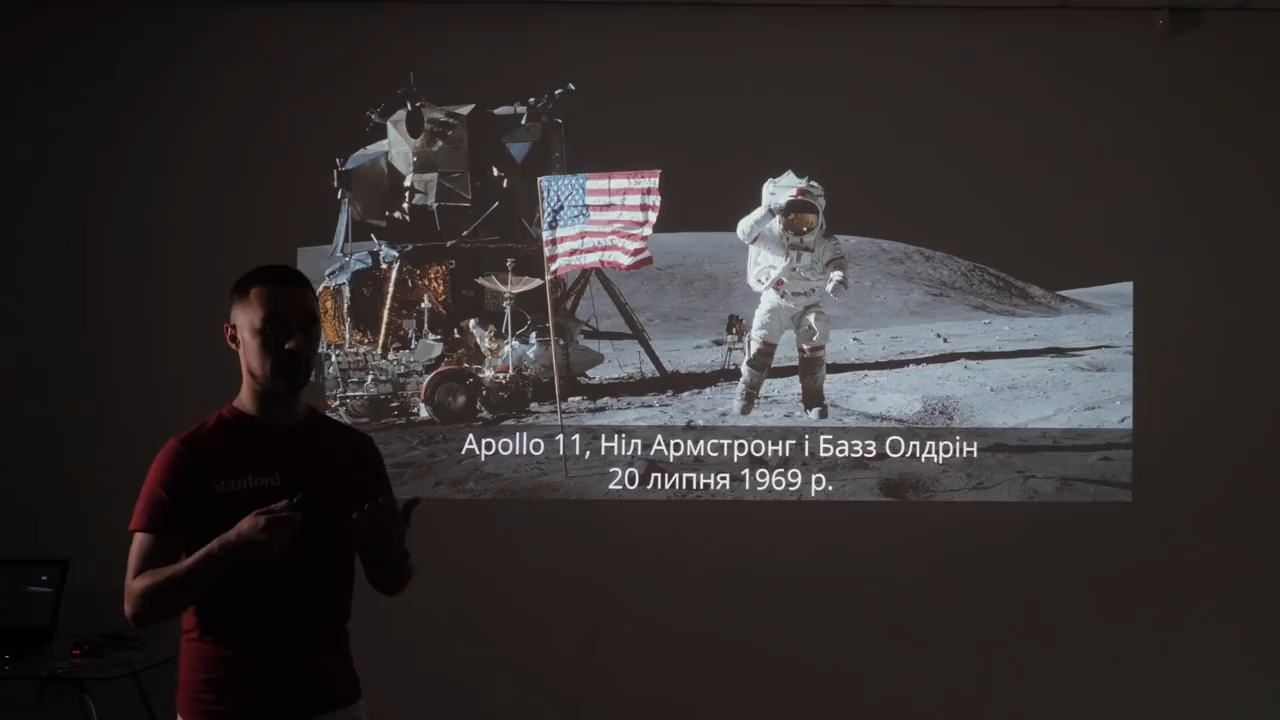 Apollo 11, Ніл Армстронг і Базз Олдрін
20 липня 1969 р.
stanford